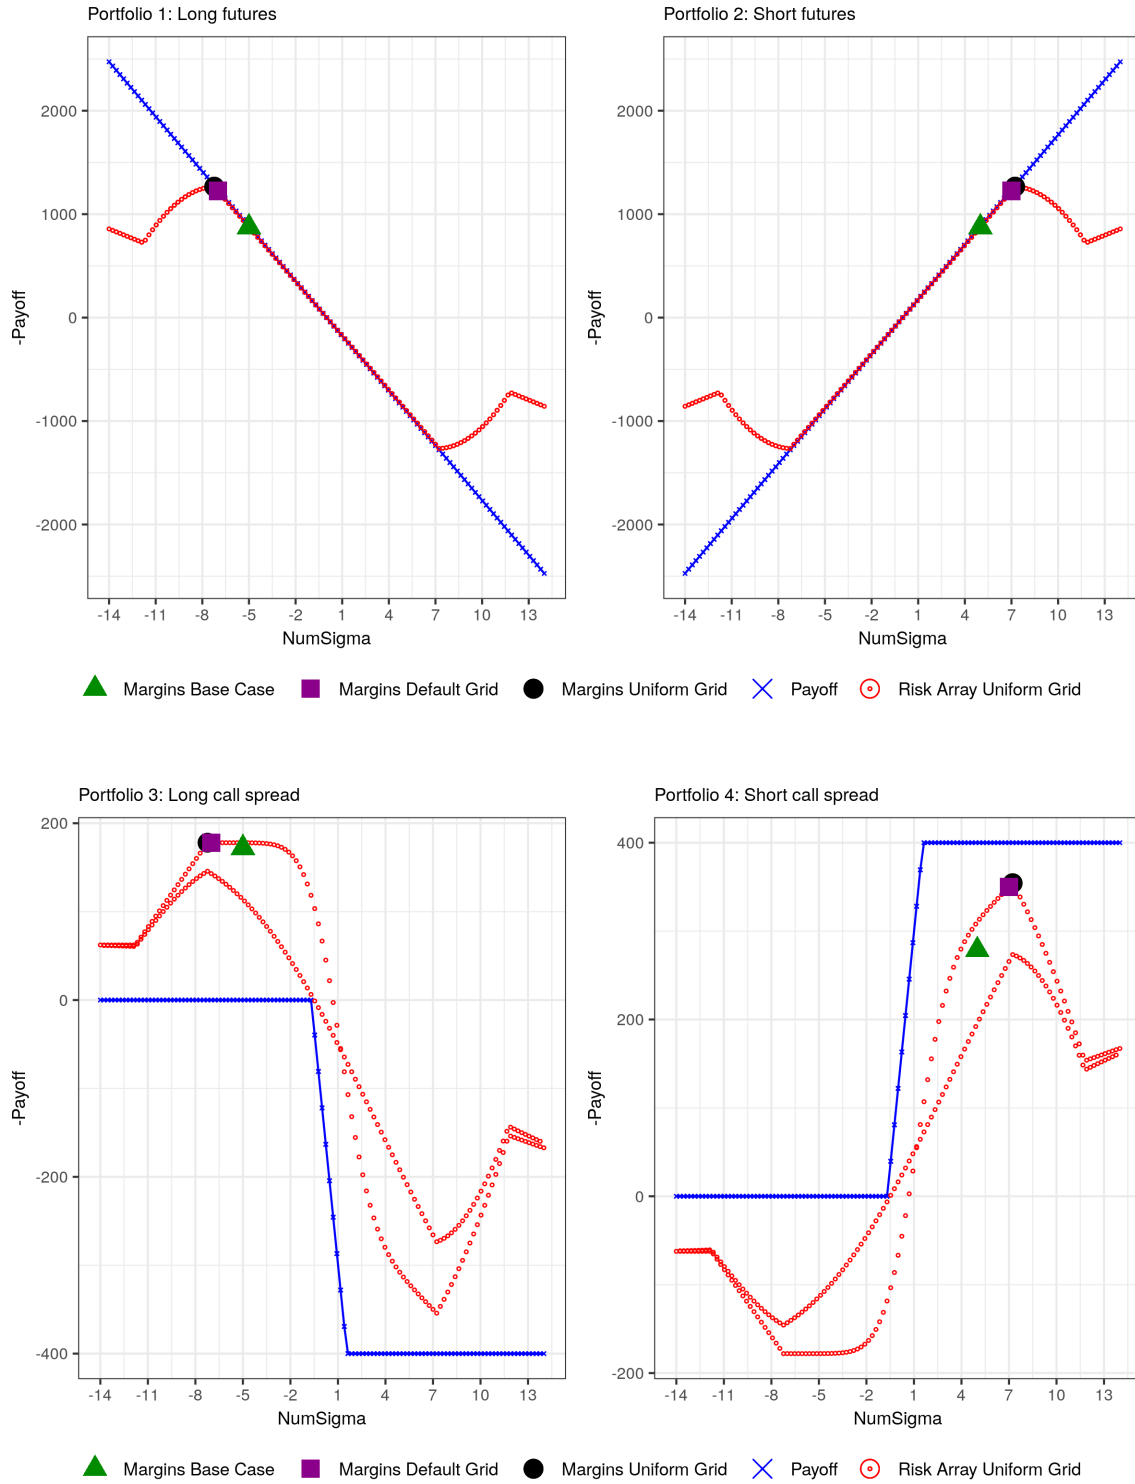 Portfolio 1: Long futures
Portfolio 2: Short futures
2000
1000
0
-1000
-2000
-Payoff
-14 -11 -8 -5 -2 1 4 7 10 13
NumSigma
2000
1000
0
-1000
-2000
-Payoff
-14 -11 -8 -5 -2 1 4 7 10 13
NumSigma
Margins Base Case Margins Default Grid Margins Uniform Grid Payoff Risk Array Uniform Grid
Portfolio 3: Long call spread
Portfolio 4: Short call spread
200
0
-200
-400
-Payoff
-14 -11 -8 -5 -2 1 4 7 10 13
NumSigma
400
200
0
-200
-Payoff
-14 -11 -8 -5 -2 1 4 7 10 13
NumSigma
Margins Base Case Margins Default Grid Margins Uniform Grid Payoff Risk Array Uniform Grid